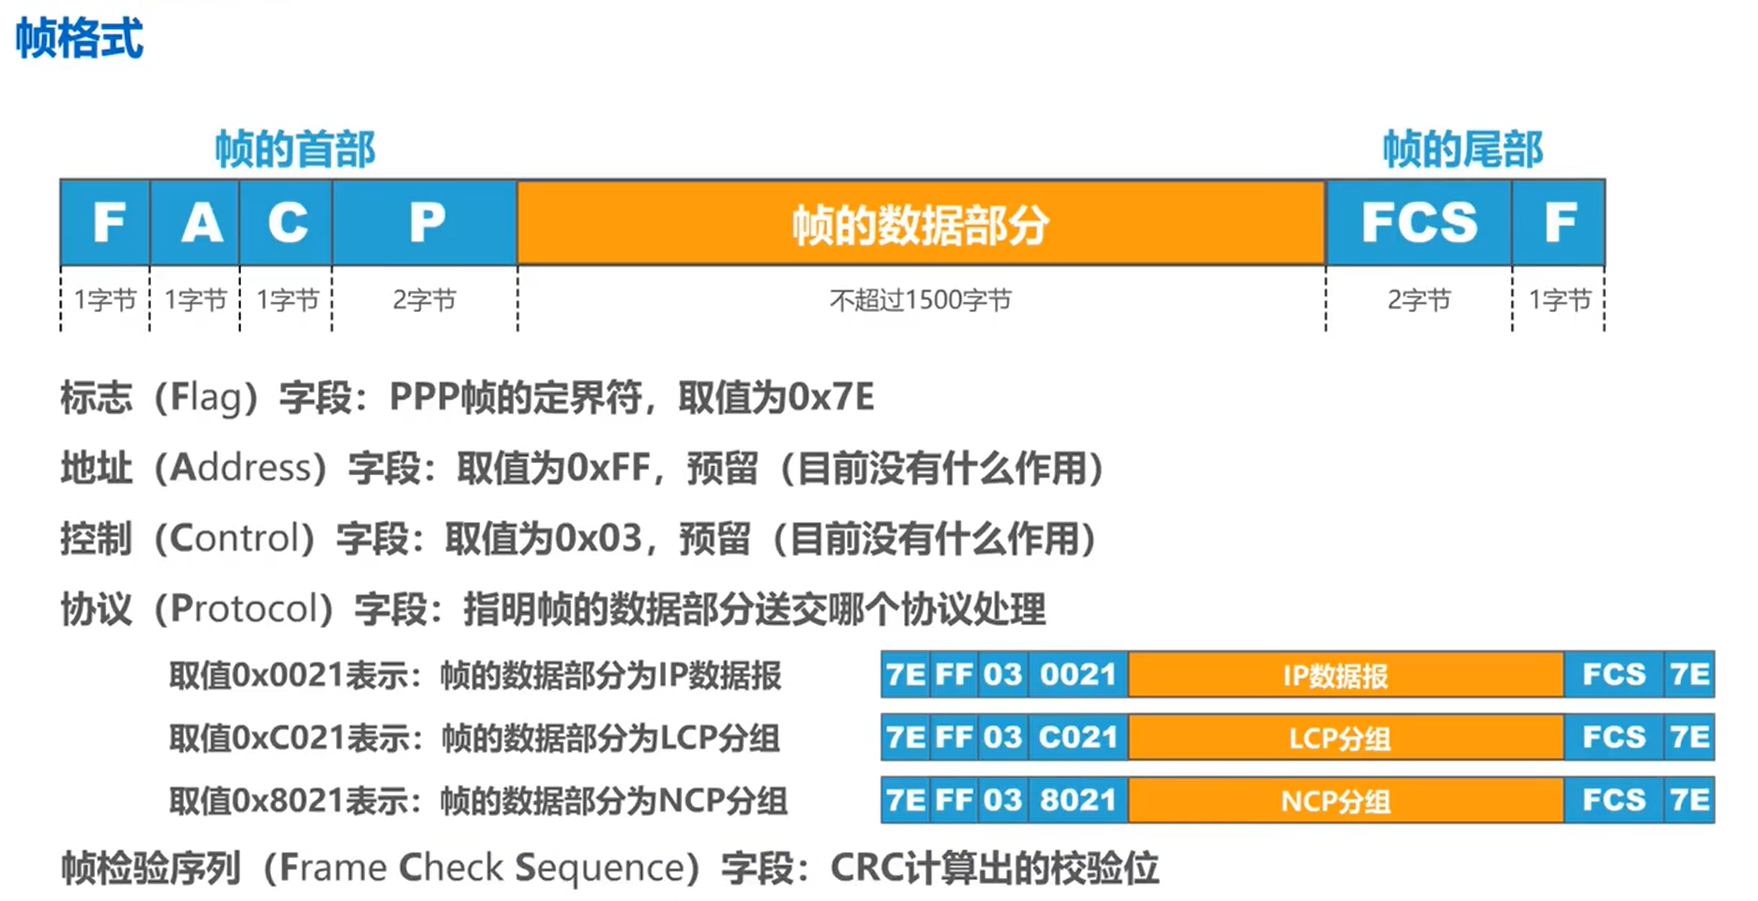 帧格式
帧的首部 帧的尾部
F A C P 帧的数据部分 FCS F
1字节 1字节 1字节 2字节 不超过1500字节 2字节 1字节
标志（Flag）字段：PPP帧的定界符，取值为0x7E
地址（Address）字段：取值为0xFF，预留（目前没有什么作用）
控制（Control）字段：取值为0x03，预留（目前没有什么作用）
协议（Protocol）字段：指明帧的数据部分送交哪个协议处理
取值0x0021表示：帧的数据部分为IP数据报 7E FF 03 0021 IP数据报 FCS 7E
取值0xC021表示：帧的数据部分为LCP分组 7E FF 03 C021 LCP分组 FCS 7E
取值0x8021表示：帧的数据部分为NCP分组 7E FF 03 8021 NCP分组 FCS 7E
帧检验序列（Frame Check Sequence）字段：CRC计算出的校验位